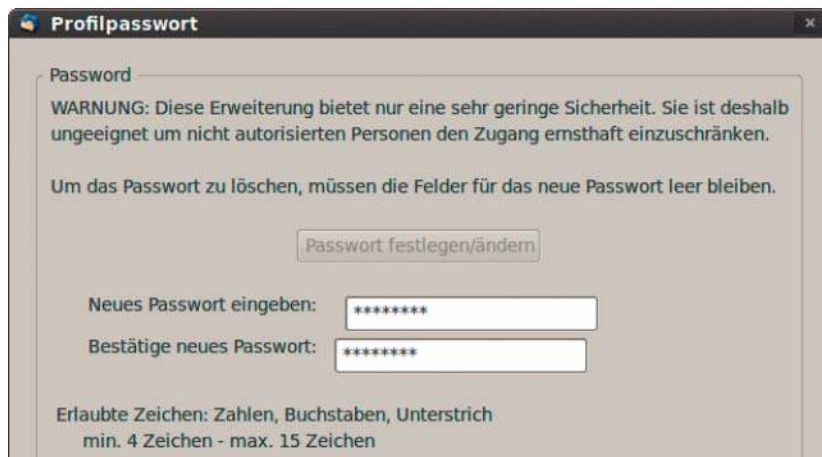 Profilpasswort
Password
WARNUNG: Diese Erweiterung bietet nur eine sehr geringe Sicherheit. Sie ist deshalb
ungeeignet um nicht autorisierten Personen den Zugang ernsthaft einzuschränken.
Um das Passwort zu löschen, müssen die Felder für das neue Passwort leer bleiben.
Passwort festlegen/ändern
Neues Passwort eingeben: ********
Bestätige neues Passwort: ********
Erlaubte Zeichen: Zahlen, Buchstaben, Unterstrich
min. 4 Zeichen - max. 15 Zeichen